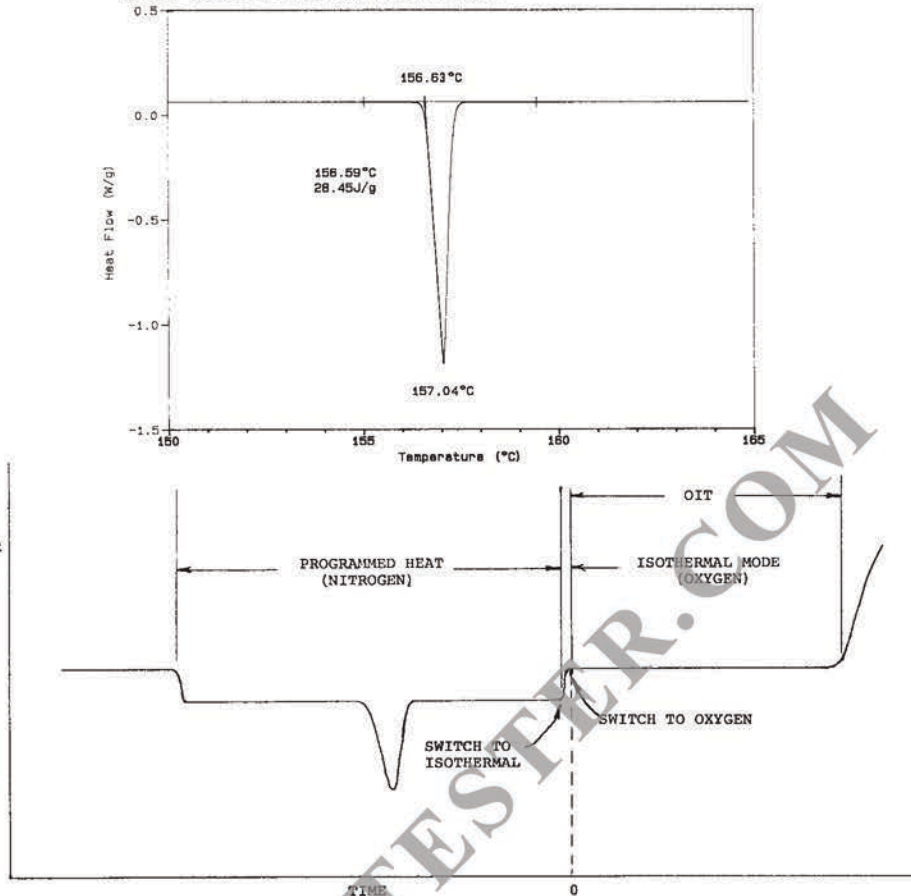 0.5
156.63°C
0.0
156.59°C
28.45J/g
Heat Flow (W/g)
-0.5
-1.0
157.04°C
-1.5
150
155
160
165
Temperature (°C)
OIT
PROGRAMMED HEAT
(NITROGEN)
ISOTHERMAL MODE
(OXYGEN)
SWITCH TO OXYGEN
SWITCH TO
ISOTHERMAL
TIME
0
TESTER.COM